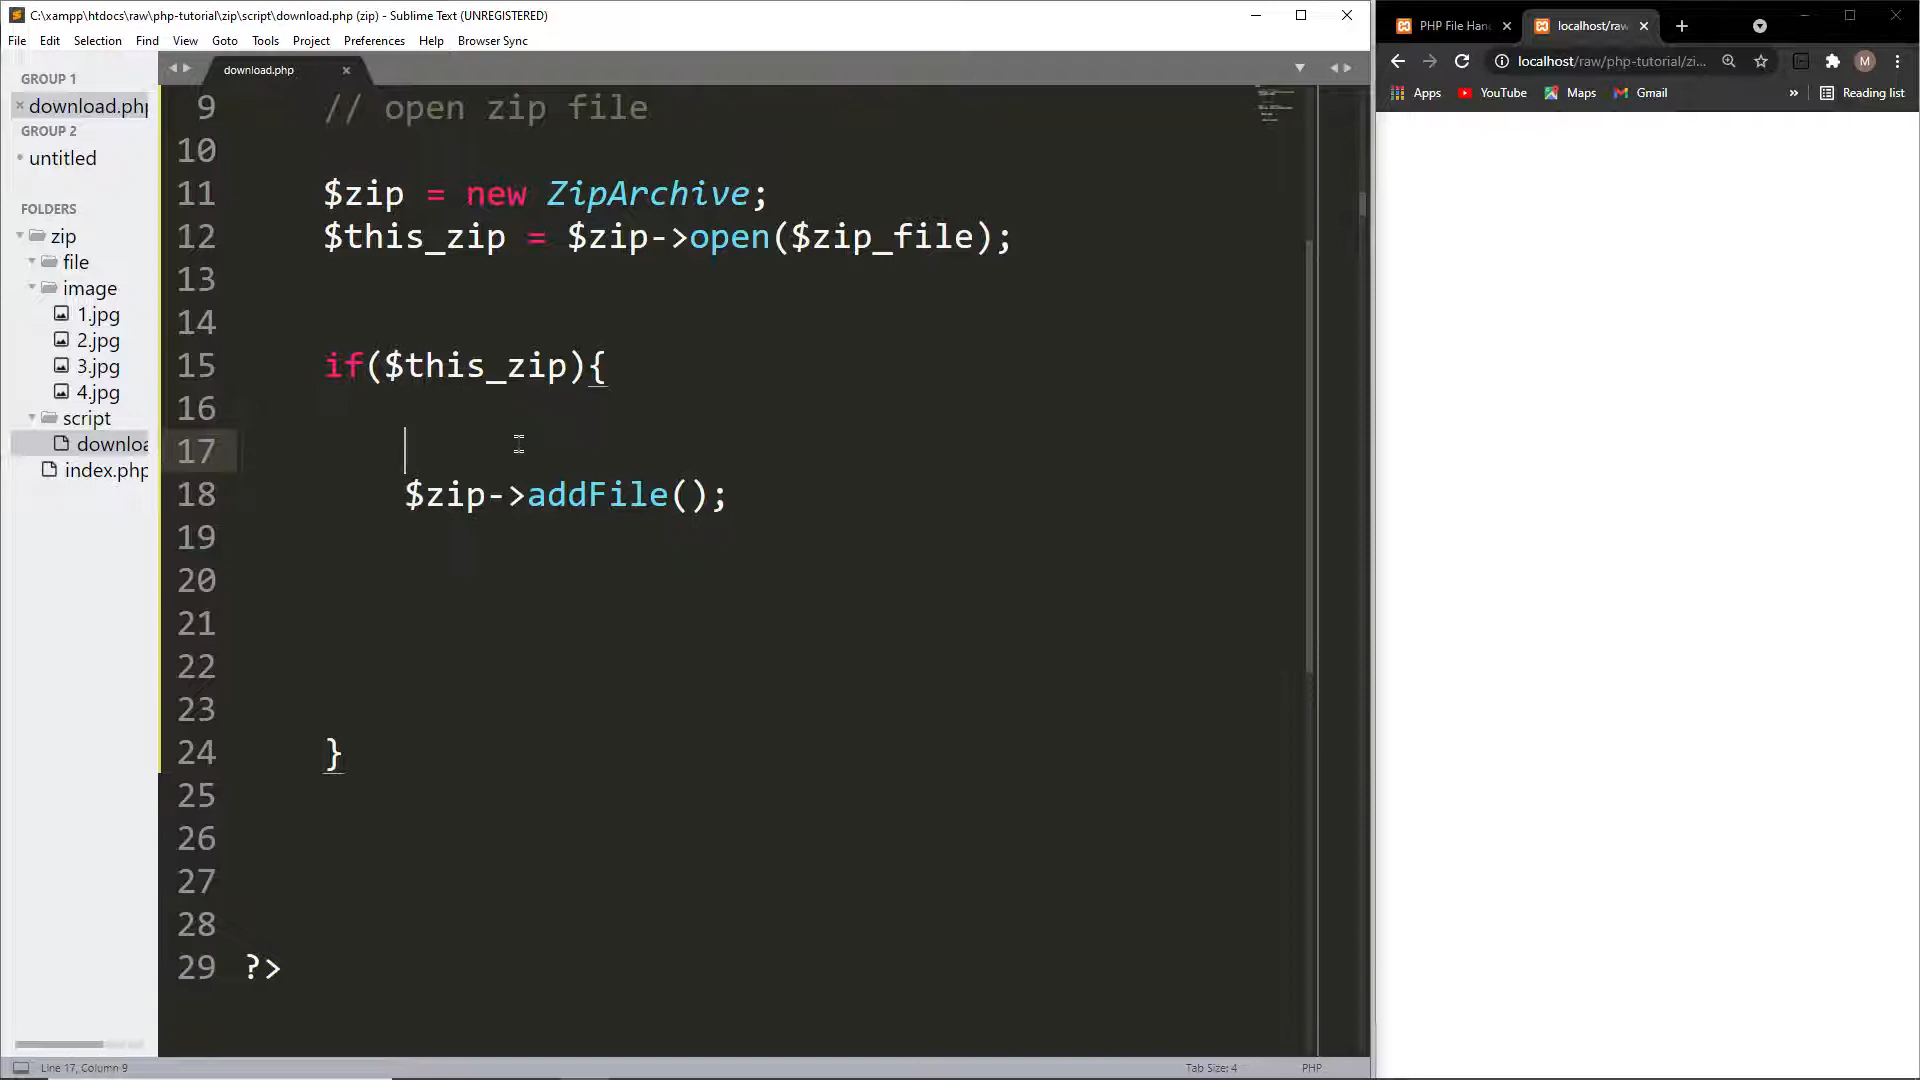 C:\xampp\htdocs\raw\php-tutorial\zip\script\download.php (zip) - Sublime Text (UNREGISTERED)
File Edit Selection Find View Goto Tools Project Preferences Help Browser Sync
GROUP 1
download.php
GROUP 2
untitled
FOLDERS
zip
file
image
1.jpg
2.jpg
3.jpg
4.jpg
script
downloa
index.php
download.php
9 // open zip file
10
11 $zip = new ZipArchive;
12 $this_zip = $zip->open($zip_file);
13
14
15 if($this_zip){
16
17
18 $zip->addFile();
19
20
21
22
23
24 }
25
26
27
28
29 ?>
Line 17, Column 9
Tab Size: 4 PHP
PHP File Han
localhost/raw
localhost/raw/php-tutorial/zi...
M
Apps YouTube Maps Gmail » Reading list